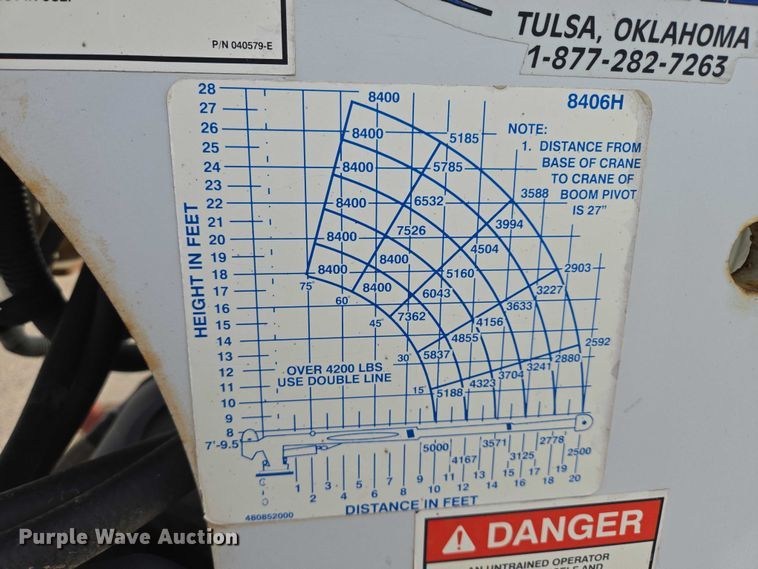 P/N 040579-E
TULSA, OKLAHOMA
1-877-282-7263
8406H
NOTE:
1. DISTANCE FROM
BASE OF CRANE
TO CRANE OF
BOOM PIVOT
IS 27"
HEIGHT IN FEET
28
27
26
25
24
23
22
21
20
19
18
17
16
15
14
13
12
11
10
9
8
7'-9.5"
8400
8400 5185
8400 5785
8400 6532 3588
8400 7526 3994
8400 8400 4504
8400 5160 2903
6043 3227
7362 3633
4156
4855 2592
5837 3241 2880
3704
4323
5188
75°
60°
45°
30°
15°
OVER 4200 LBS
USE DOUBLE LINE
5000 3571 2778
4167 3125 2500
1 2 3 4 5 6 7 8 9 10 11 12 13 14 15 16 17 18 19 20
DISTANCE IN FEET
480852000
DANGER
AN UNTRAINED OPERATOR
Purple Wave Auction